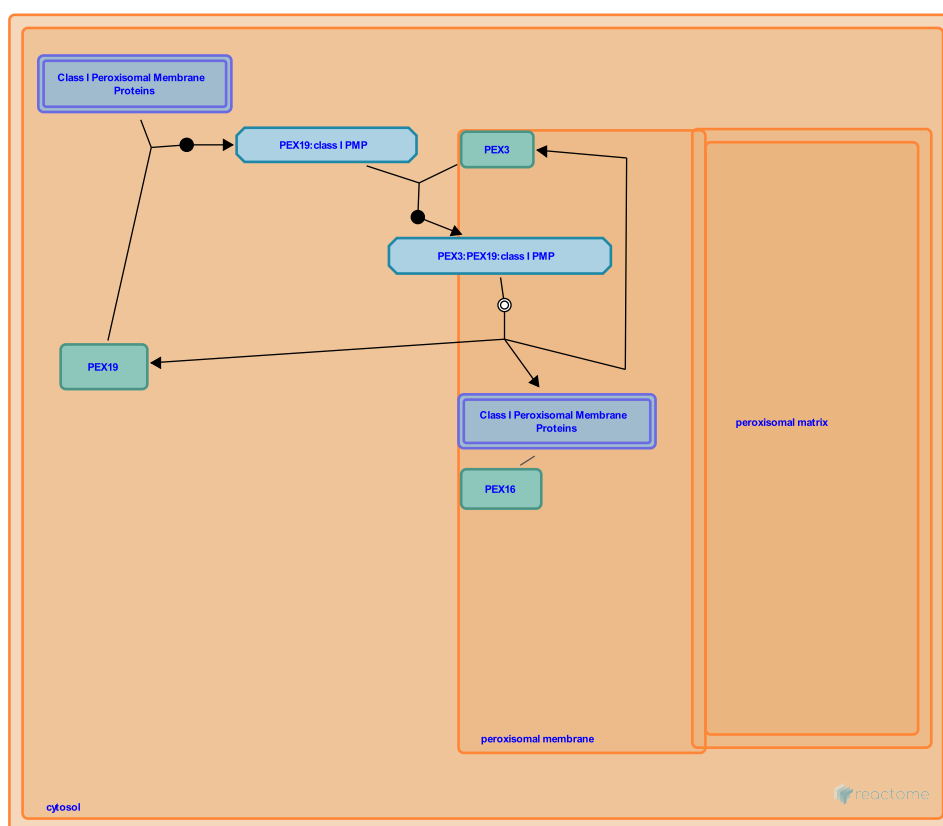 Class I Peroxisomal Membrane
Proteins
PEX19:class I PMP
PEX3
PEX3:PEX19:class I PMP
PEX19
Class I Peroxisomal Membrane
Proteins
peroxisomal matrix
PEX16
peroxisomal membrane
reactome
cytosol